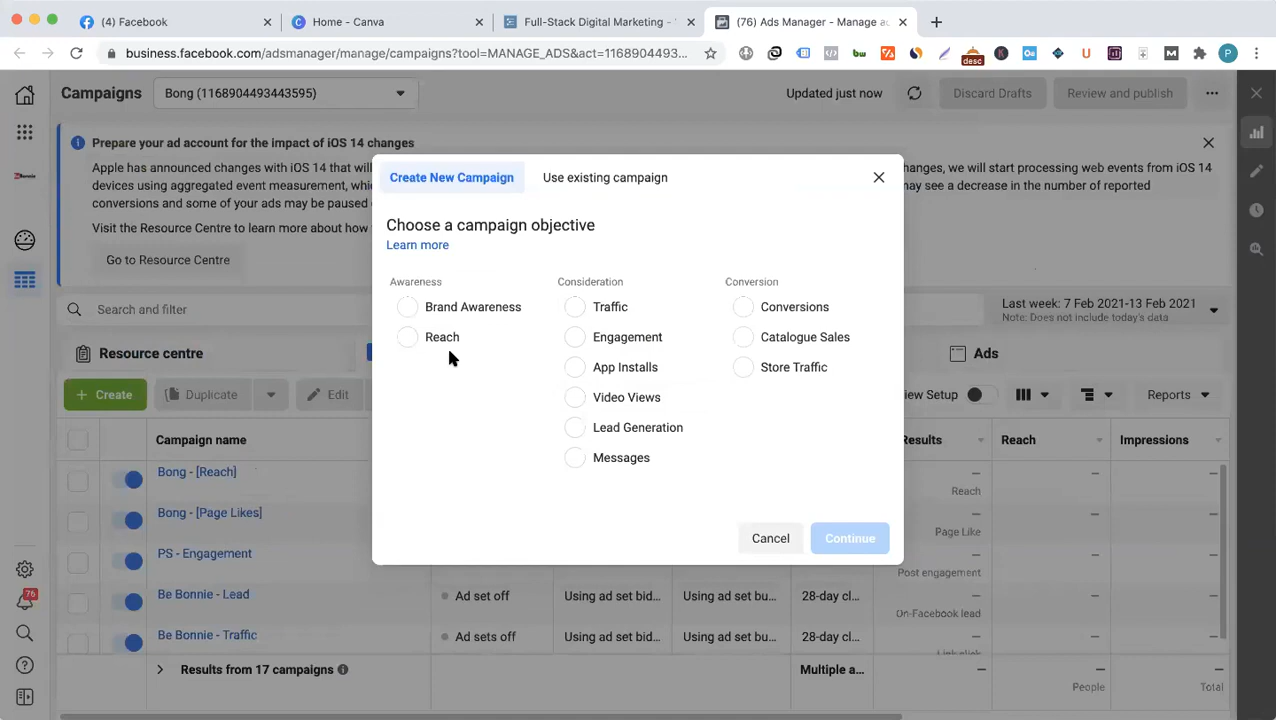 (4) Facebook
Home - Canva
Full-Stack Digital Marketing -
(76) Ads Manager - Manage ad
business.facebook.com/adsmanager/manage/campaigns?tool=MANAGE_ADS&act=11689044934...
desc
P
Campaigns
Bong (1168904493443595)
Updated just now
Discard Drafts
Review and publish
Prepare your ad account for the impact of iOS 14 changes
Apple has announced changes with iOS 14 that will
changes, we will start processing web events from iOS 14
devices using aggregated event measurement, whic
may see a decrease in the number of reported
conversions and some of your ads may be paused
Visit the Resource Centre to learn more about how
Go to Resource Centre
Create New Campaign
Use existing campaign
Choose a campaign objective
Learn more
Awareness
Consideration
Conversion
Brand Awareness
Traffic
Conversions
Reach
Engagement
Catalogue Sales
App Installs
Store Traffic
Video Views
Lead Generation
Messages
Cancel
Continue
Search and filter
Last week: 7 Feb 2021-13 Feb 2021
Note: Does not include today's data
Resource centre
Ads
+ Create
Duplicate
Edit
iew Setup
Reports
Campaign name
Results
Reach
Impressions
Bong - [Reach]
—
—
—
Reach
Bong - [Page Likes]
—
—
—
Page Like
PS - Engagement
—
—
—
Post engagement
Be Bonnie - Lead
Ad set off
Using ad set bid...
Using ad set bu...
28-day cl...
—
—
—
On-Facebook lead
Be Bonnie - Traffic
Ad sets off
Using ad set bid...
Using ad set bu...
28-day cl...
—
—
—
Link click
Results from 17 campaigns
Multiple a...
—
—
—
People
Total
76